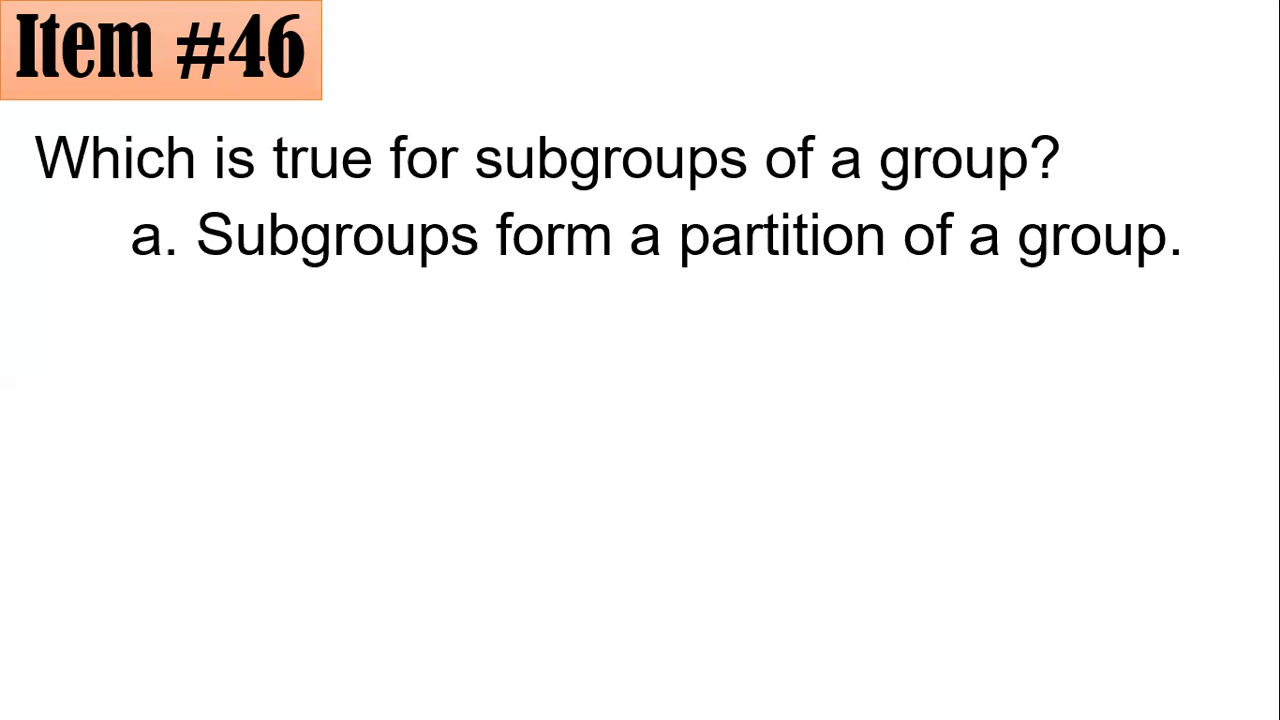 Item #46
Which is true for subgroups of a group?
a. Subgroups form a partition of a group.